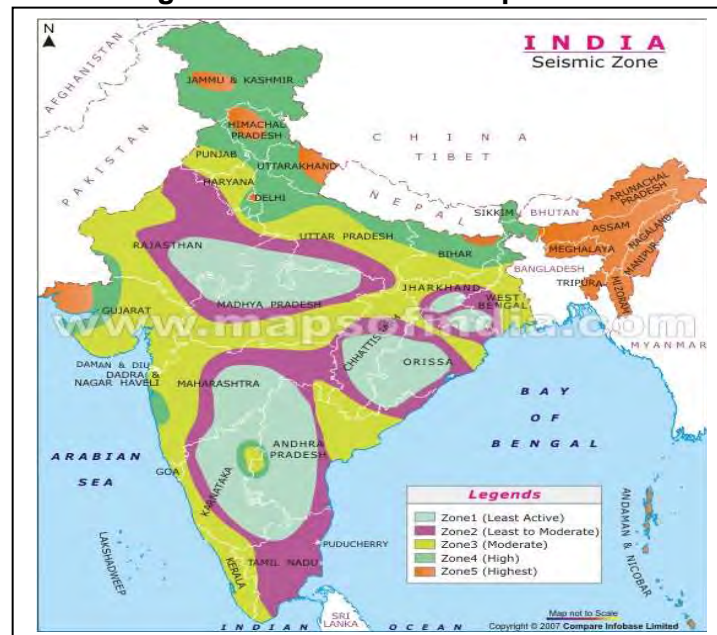 N
INDIA
Seismic Zone
AFGHANISTAN
JAMMU & KASHMIR
HIMACHAL
PRADESH
CHINA
TIBET
PAKISTAN
PUNJAB
UTTARAKHAND
HARYANA
DELHI
NEPAL
SIKKIM
BHUTAN
ARUNACHAL
PRADESH
ASSAM
NAGALAND
MEGHALAYA
MANIPUR
RAJASTHAN
UTTAR PRADESH
BIHAR
BANGLADESH
TRIPURA
MIZORAM
JHARKHAND
WEST
BENGAL
GUJARAT
MADHYA PRADESH
www.mapsofindia.com
MYANMAR
CHHATTISGARH
ORISSA
DAMAN & DIU
DADRA &
NAGAR HAVELI
MAHARASHTRA
BAY
OF
BENGAL
ARABIAN
SEA
ANDHRA
PRADESH
GOA
KARNATAKA
Legends
Zone1 (Least Active)
Zone2 (Least to Moderate)
Zone3 (Moderate)
Zone4 (High)
Zone5 (Highest)
ANDAMAN & NICOBAR
LAKSHADWEEP
PUDUCHERRY
KERALA
TAMIL NADU
SRI
LANKA
INDIAN OCEAN
Map not to Scale
Copyright © 2007 Compare Infobase Limited